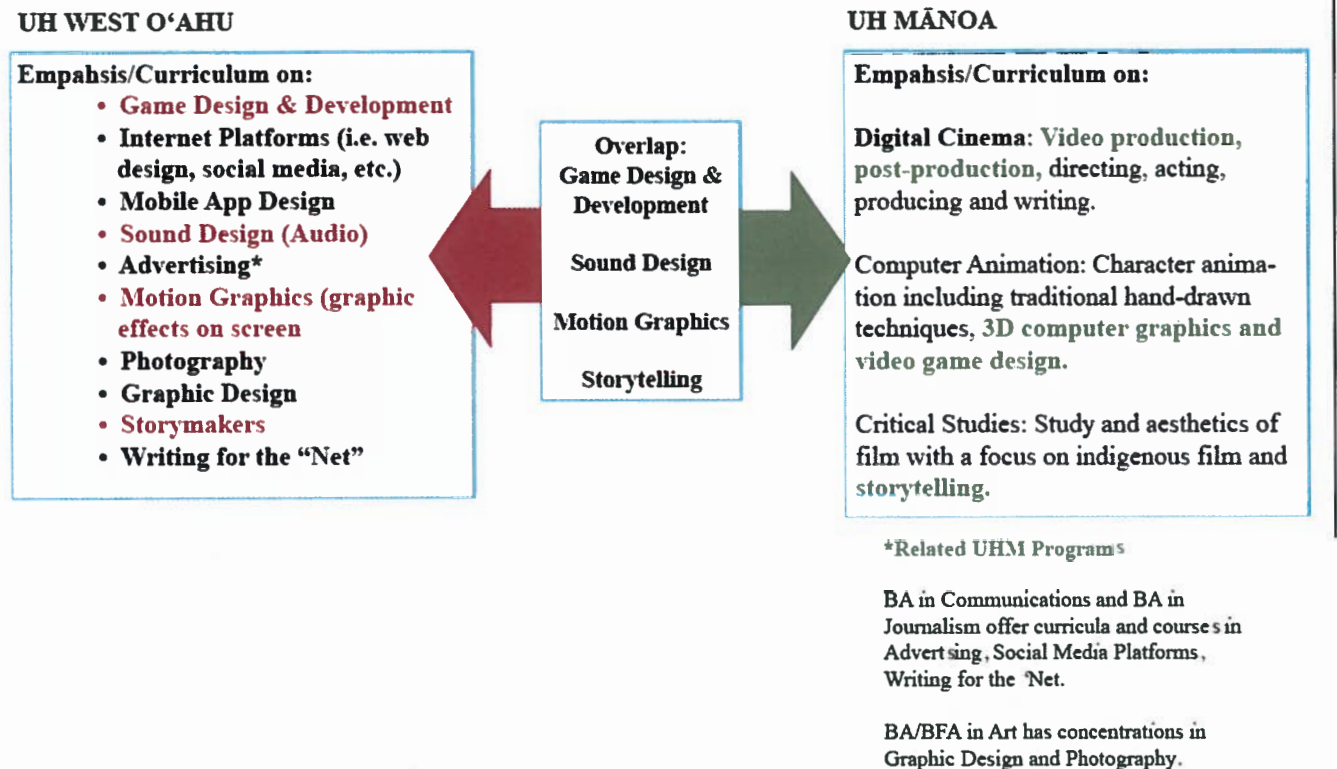 UH WEST OʻAHU
Empahsis/Curriculum on:
• Game Design & Development
• Internet Platforms (i.e. web
design, social media, etc.)
• Mobile App Design
• Sound Design (Audio)
• Advertising*
• Motion Graphics (graphic
effects on screen
• Photography
• Graphic Design
• Storymakers
• Writing for the “Net”
Overlap:
Game Design &
Development
Sound Design
Motion Graphics
Storytelling
UH MĀNOA
Empahsis/Curriculum on:
Digital Cinema: Video production,
post-production, directing, acting,
producing and writing.
Computer Animation: Character anima-
tion including traditional hand-drawn
techniques, 3D computer graphics and
video game design.
Critical Studies: Study and aesthetics of
film with a focus on indigenous film and
storytelling.
*Related UHM Programs
BA in Communications and BA in
Journalism offer curricula and courses in
Advertsing, Social Media Platforms,
Writing for the ‘Net.
BA/BFA in Art has concentrations in
Graphic Design and Photography.